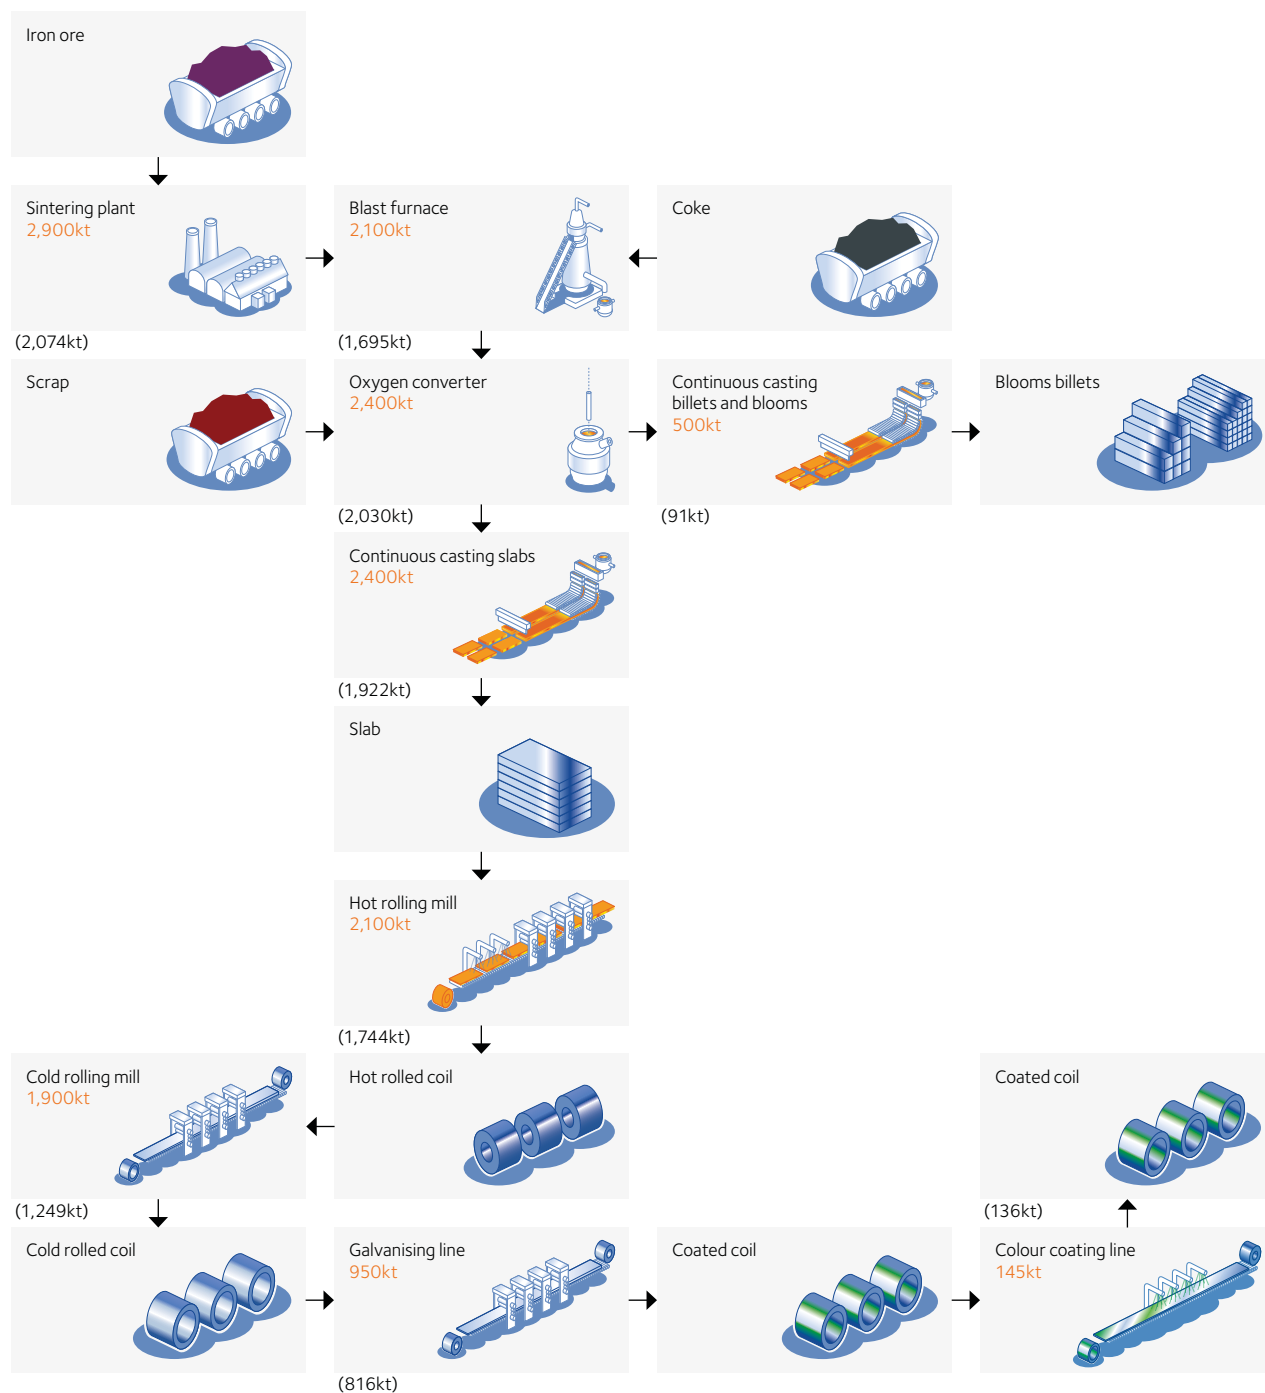 Iron ore
Sintering plant
2,900kt
Blast furnace
2,100kt
Coke
(2,074kt)
(1,695kt)
Scrap
Oxygen converter
2,400kt
Continuous casting
billets and blooms
500kt
Blooms billets
(2,030kt)
(91kt)
Continuous casting slabs
2,400kt
(1,922kt)
Slab
Hot rolling mill
2,100kt
(1,744kt)
Cold rolling mill
1,900kt
Hot rolled coil
Coated coil
(1,249kt)
(136kt)
Cold rolled coil
Galvanising line
950kt
Coated coil
Colour coating line
145kt
(816kt)